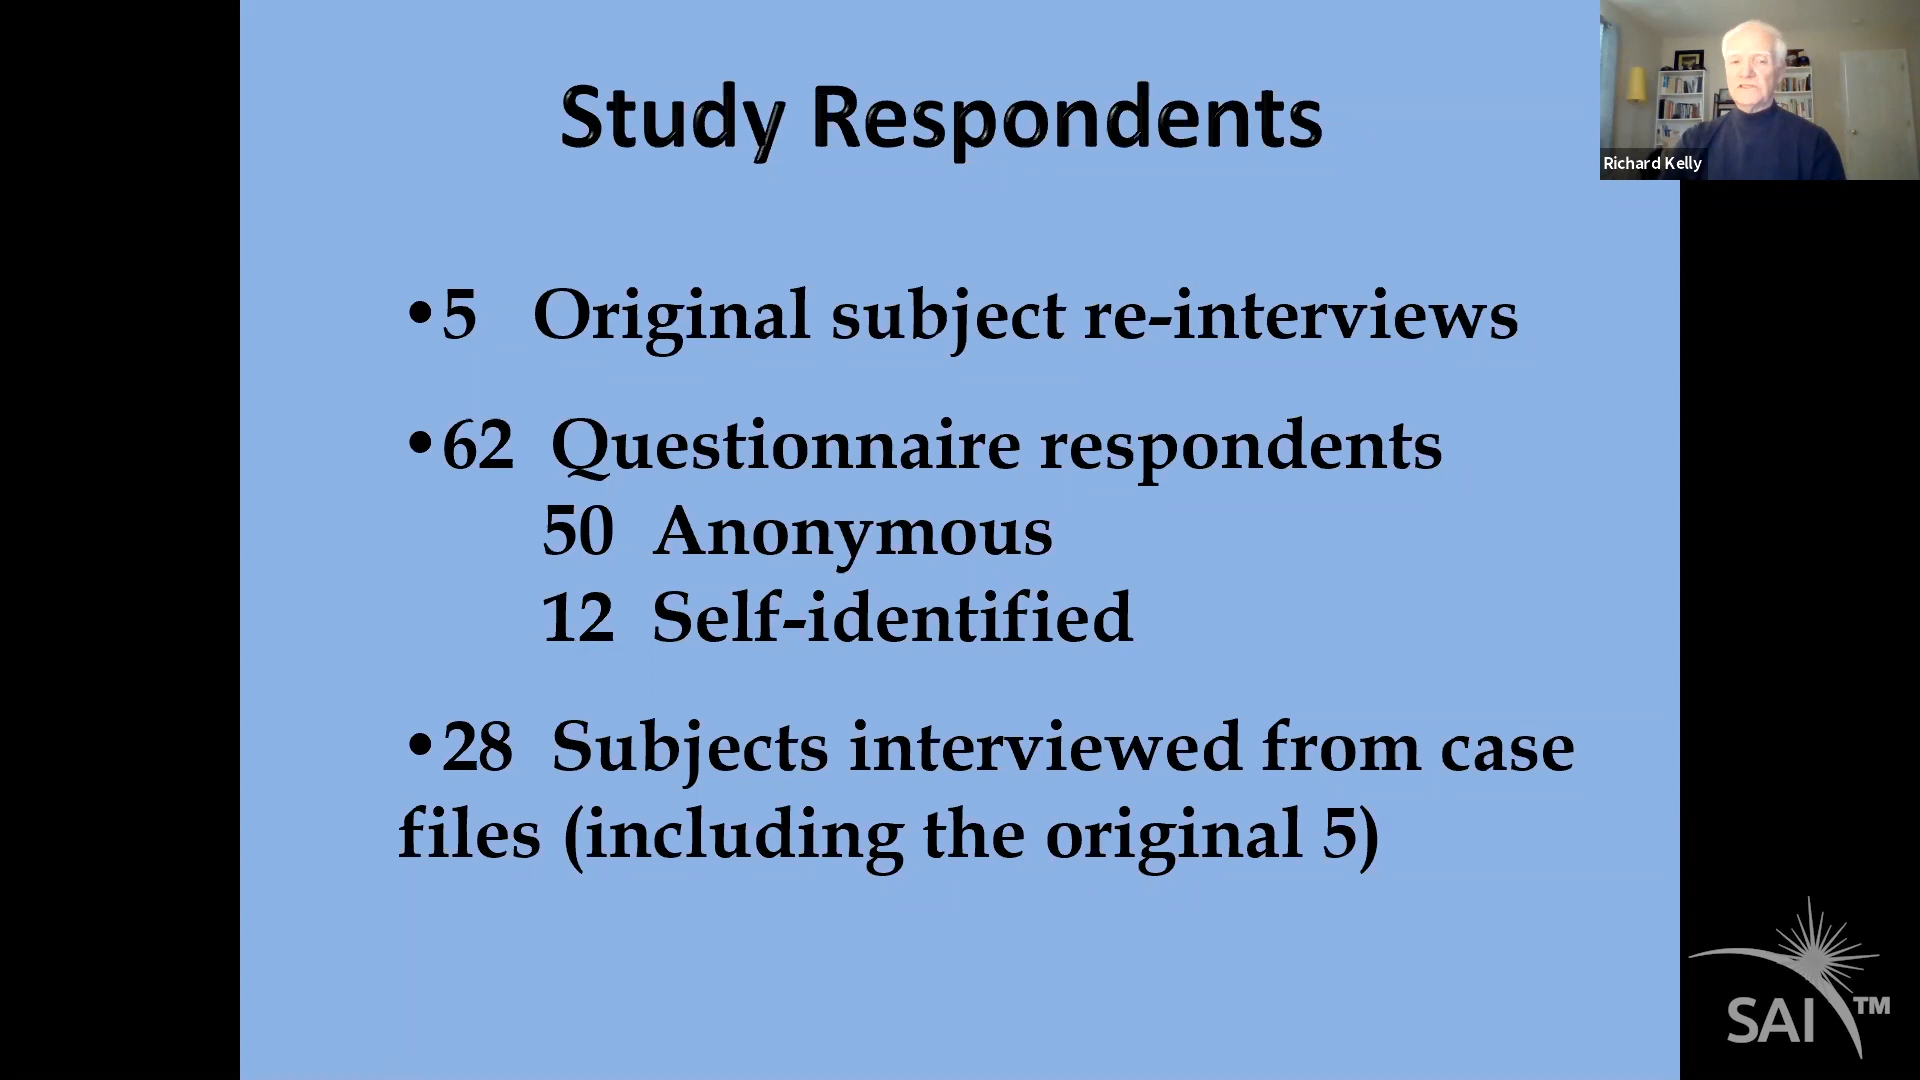 Study Respondents
Richard Kelly
•5 Original subject re-interviews
•62 Questionnaire respondents
50 Anonymous
12 Self-identified
•28 Subjects interviewed from case
files (including the original 5)
SAI™